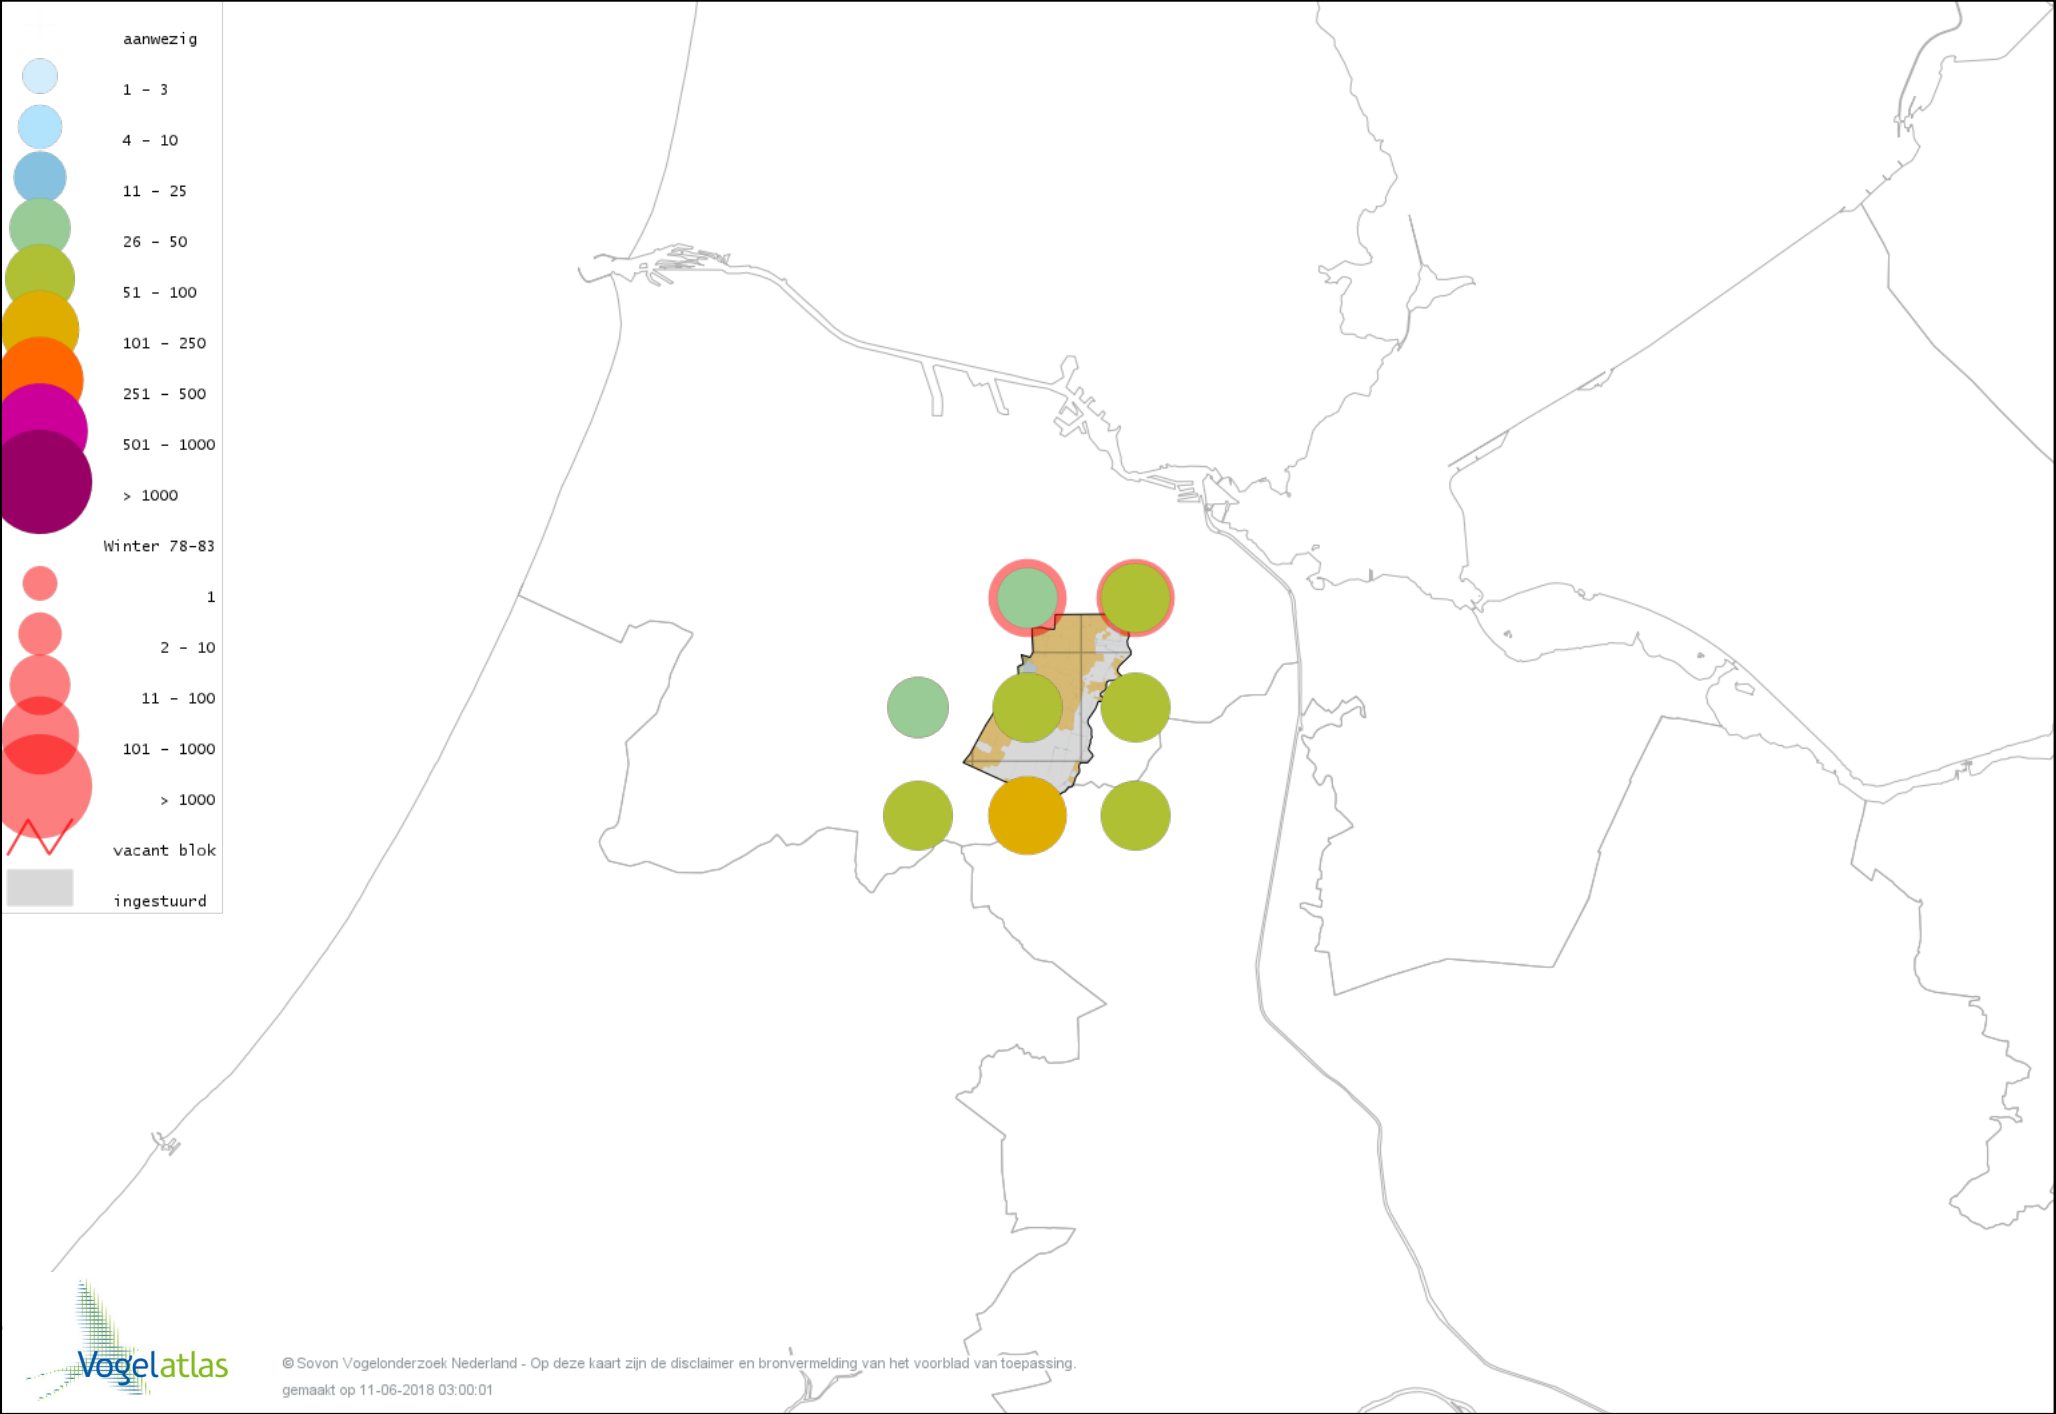 aanwezig
1 - 3
4 - 10
11 - 25
26 - 50
51 - 100
101 - 250
251 - 500
501 - 1000
> 1000
Winter 78-83
1
2 - 10
11 - 100
101 - 1000
> 1000
vacant blok
ingestuurd
Vogelatlas
© Sovon Vogelonderzoek Nederland - Op deze kaart zijn de disclaimer en bronvermelding van het voorblad van toepassing.
gemaakt op 11-06-2018 03:00:01